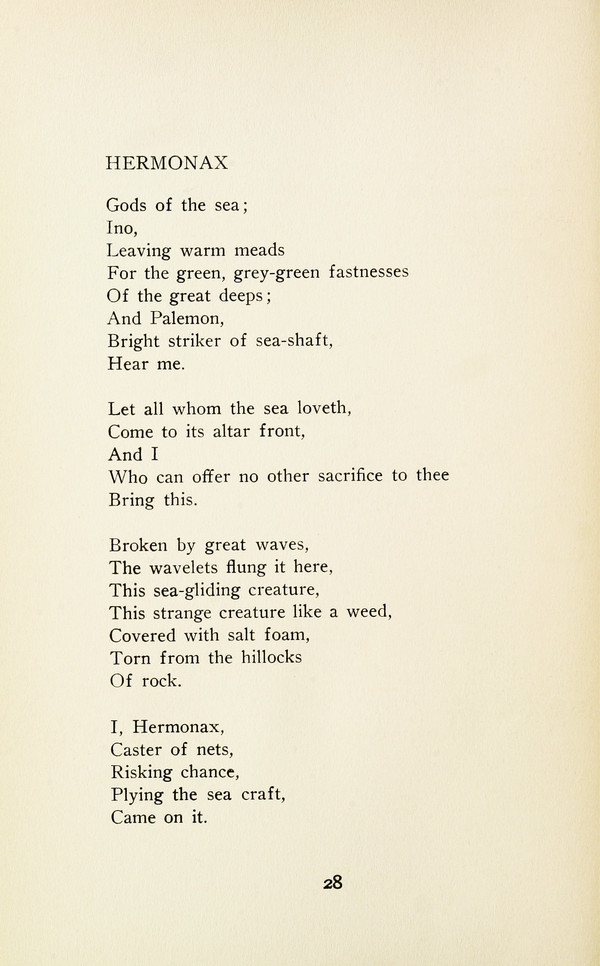 HERMONAX
Gods of the sea;
Ino,
Leaving warm meads
For the green, grey-green fastnesses
Of the great deeps;
And Palemon,
Bright striker of sea-shaft,
Hear me.
Let all whom the sea loveth,
Come to its altar front,
And I
Who can offer no other sacrifice to thee
Bring this.
Broken by great waves,
The wavelets flung it here,
This sea-gliding creature,
This strange creature like a weed,
Covered with salt foam,
Torn from the hillocks
Of rock.
I, Hermonax,
Caster of nets,
Risking chance,
Plying the sea craft,
Came on it.
28